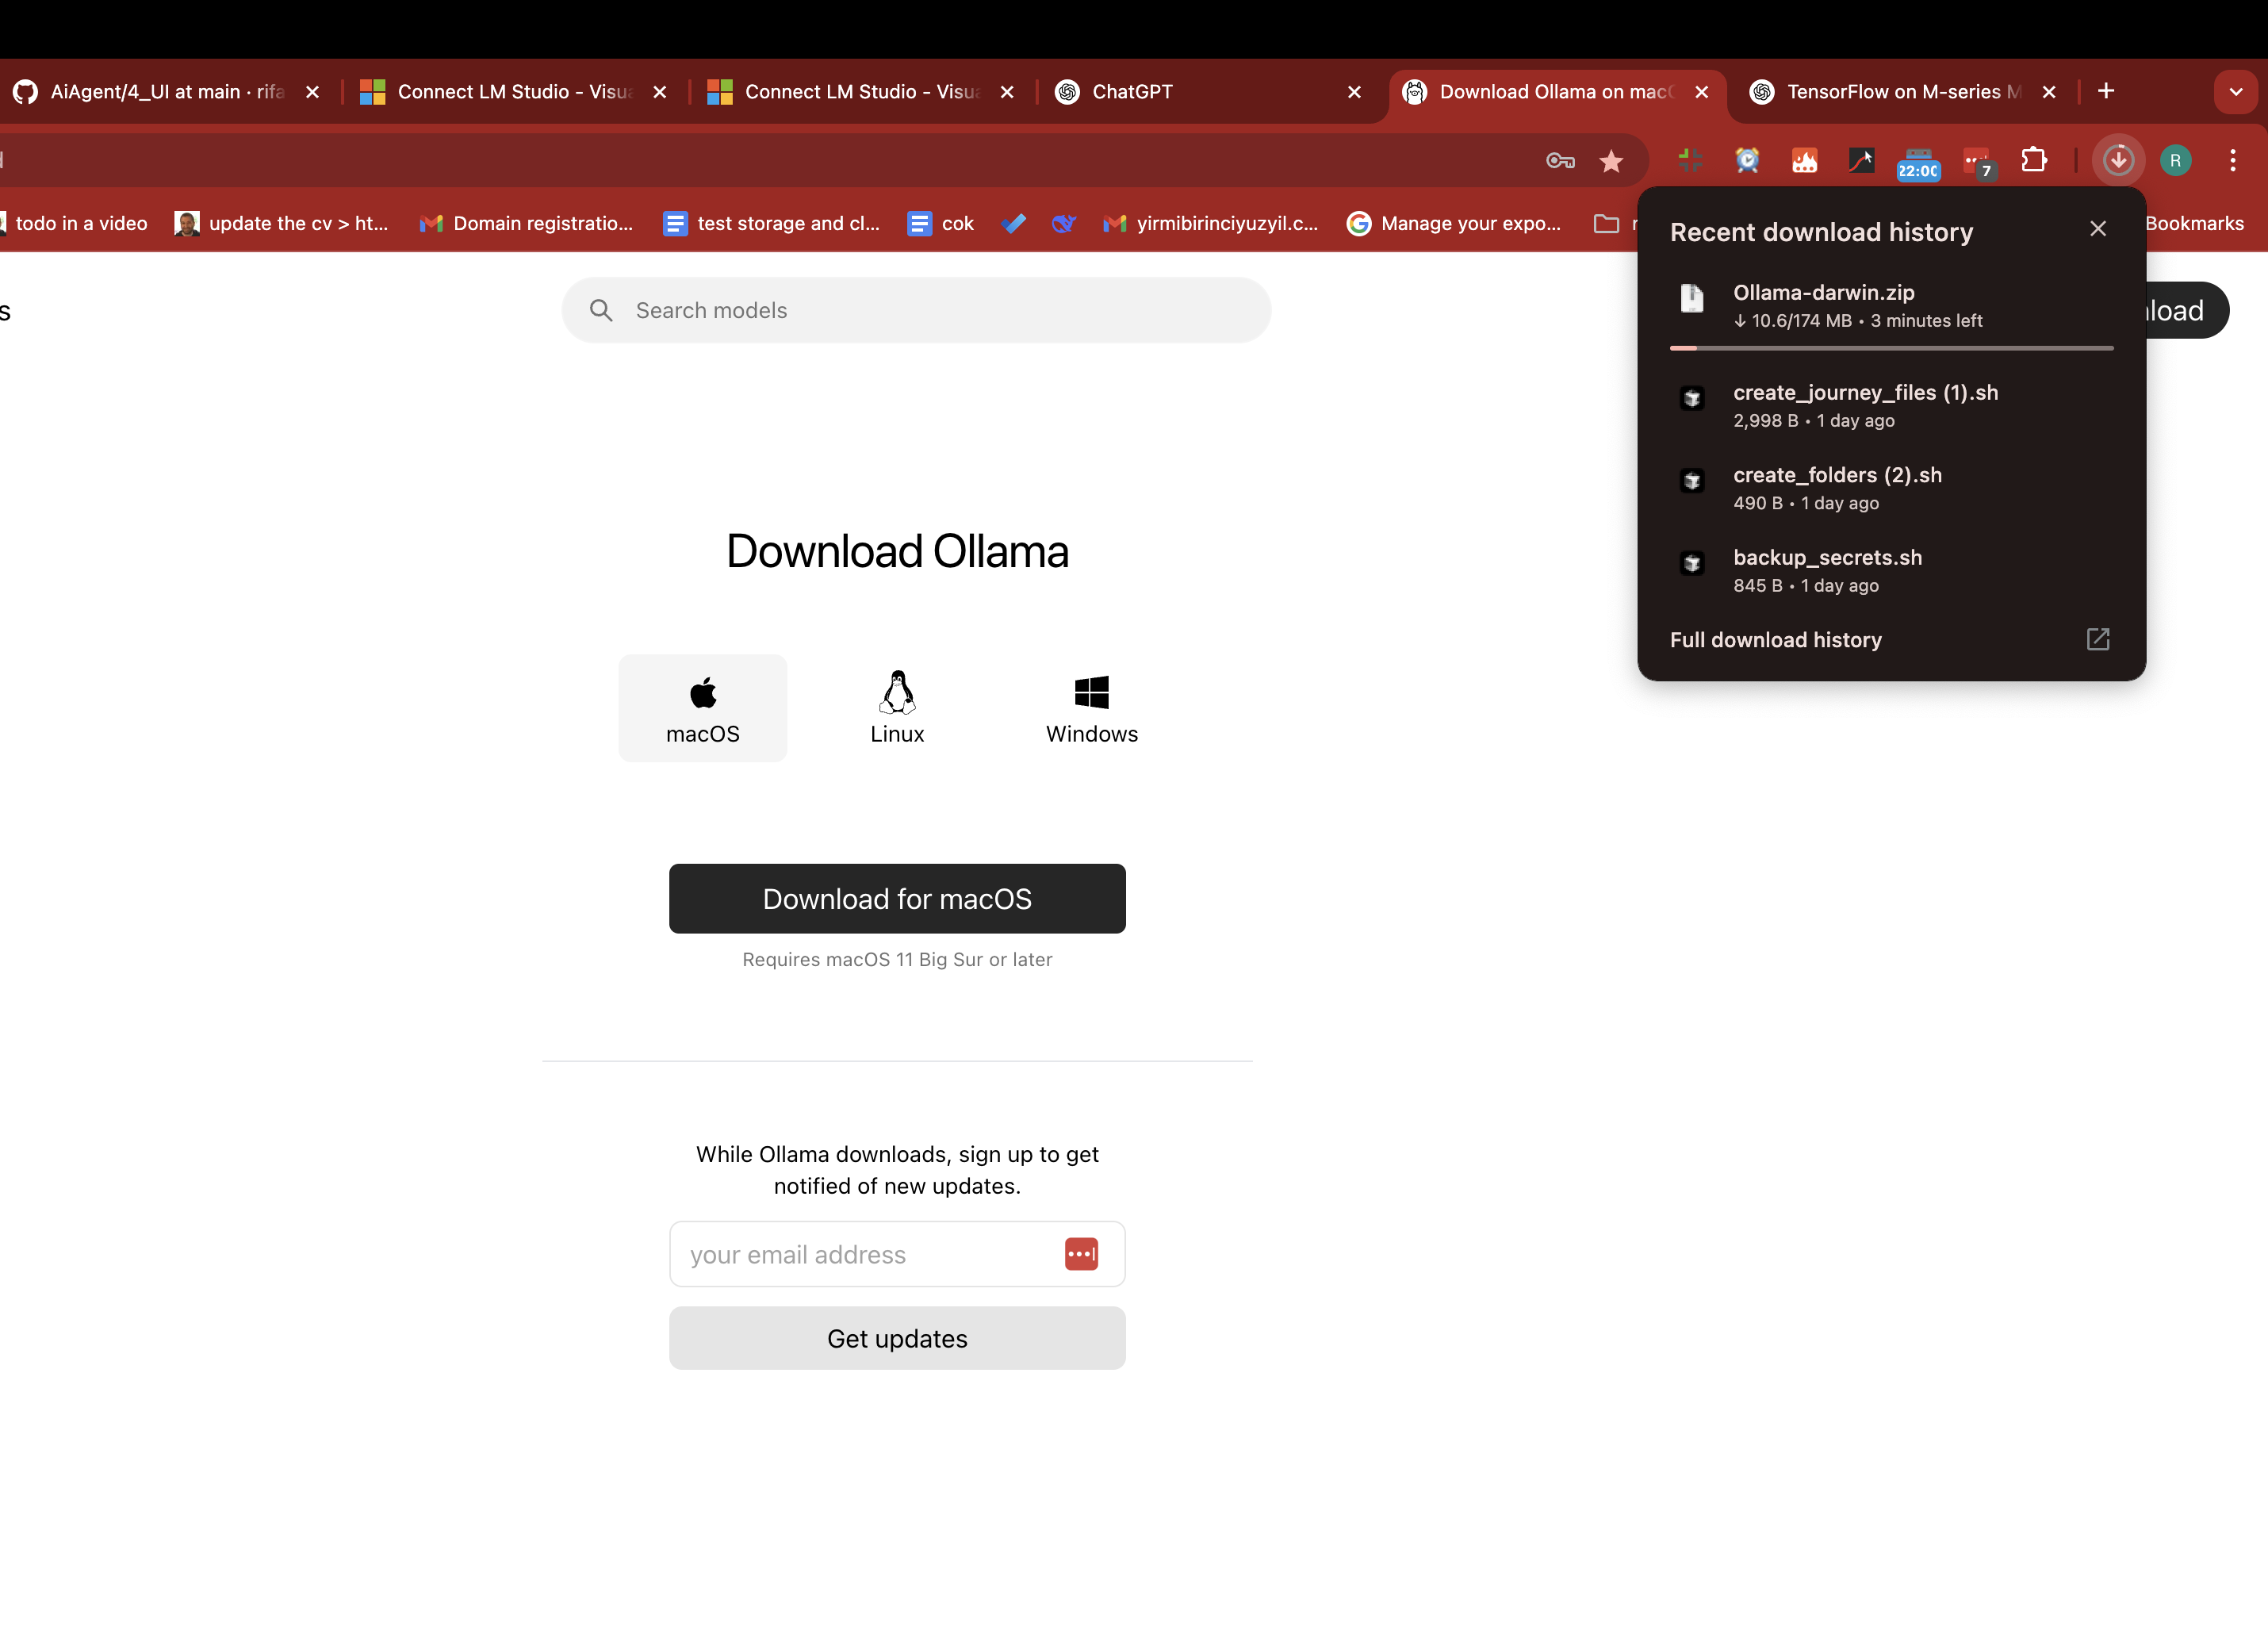 AiAgent/4_UI at main · rifa
Connect LM Studio - Visua
Connect LM Studio - Visua
ChatGPT
Download Ollama on macO
TensorFlow on M-series M
22:00
7
R
todo in a video
update the cv > ht...
Domain registratio...
test storage and cl...
cok
yirmibirinciyuzyil.c...
Manage your expo...
Bookmarks
s
Search models
load
Recent download history
Ollama-darwin.zip
↓ 10.6/174 MB • 3 minutes left
create_journey_files (1).sh
2,998 B • 1 day ago
create_folders (2).sh
490 B • 1 day ago
backup_secrets.sh
845 B • 1 day ago
Full download history
Download Ollama
macOS
Linux
Windows
Download for macOS
Requires macOS 11 Big Sur or later
While Ollama downloads, sign up to get
notified of new updates.
your email address
Get updates